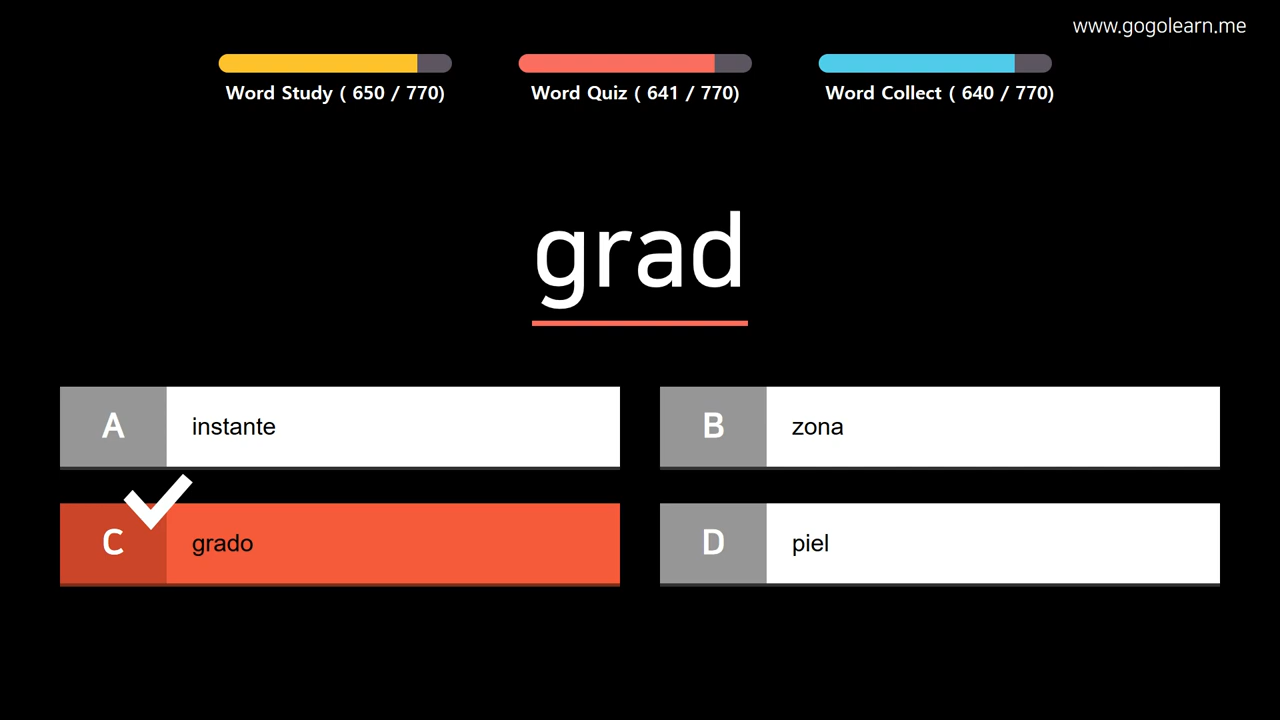 www.gogolearn.me
Word Study ( 650 / 770)
Word Quiz ( 641 / 770)
Word Collect ( 640 / 770)
grad
A instante
B zona
C grado
D piel